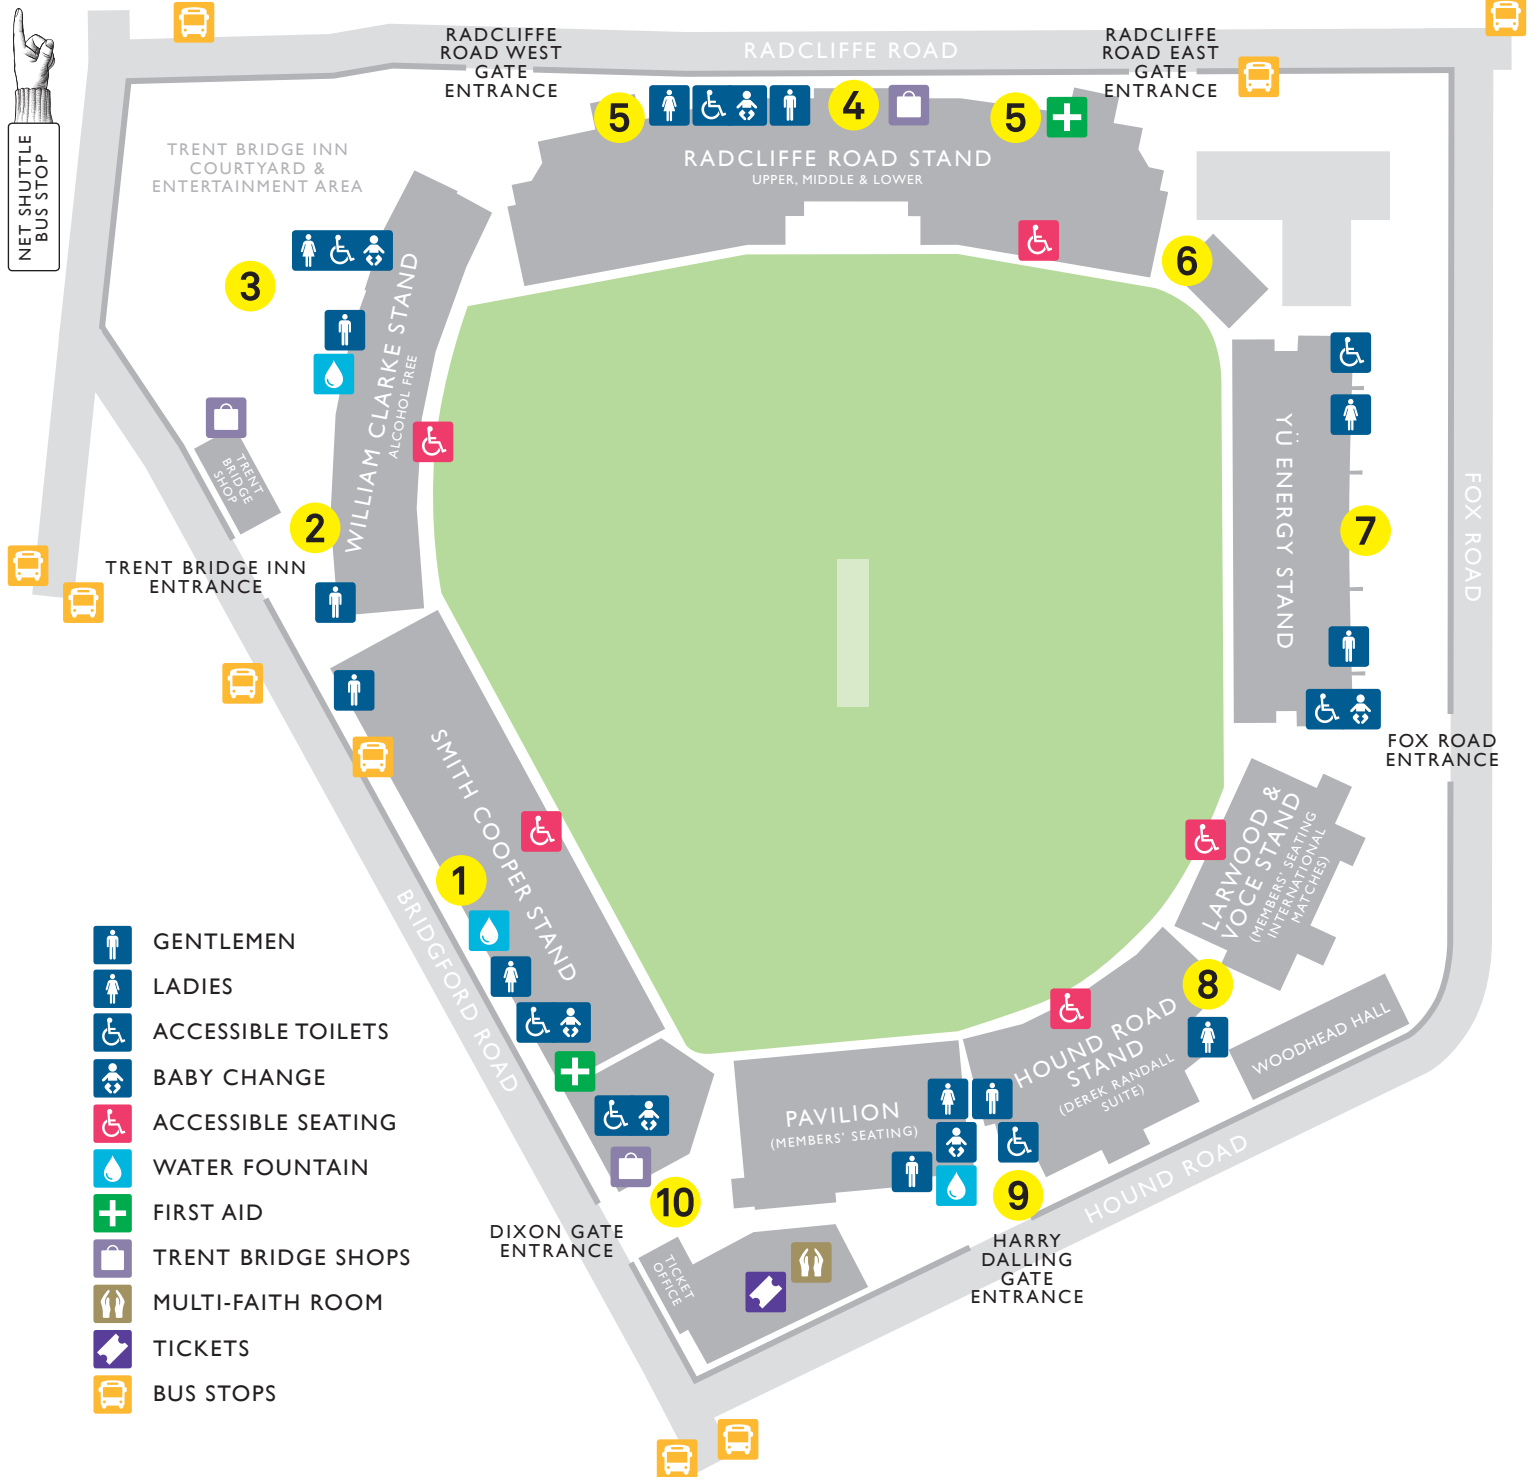 RADCLIFFE
ROAD WEST
GATE
ENTRANCE
RADCLIFFE ROAD
RADCLIFFE
ROAD EAST
GATE
ENTRANCE
NET SHUTTLE
BUS STOP
TRENT BRIDGE INN
COURTYARD &
ENTERTAINMENT AREA
5
4
5
RADCLIFFE ROAD STAND
UPPER, MIDDLE & LOWER
3
6
WILLIAM CLARKE STAND
ALCOHOL FREE
TRENT
BRIDGE
SHOP
2
TRENT BRIDGE INN
ENTRANCE
YÜ ENERGY STAND
7
FOX ROAD
FOX ROAD
ENTRANCE
SMITH COOPER STAND
1
BRIDGFORD ROAD
LARWOOD &
VOCE STAND
(MEMBERS' SEATING
INTERNATIONAL
MATCHES)
8
HOUND ROAD
STAND
(DEREK RANDALL
SUITE)
WOODHEAD HALL
PAVILION
(MEMBERS' SEATING)
9
10
HOUND ROAD
DIXON GATE
ENTRANCE
TICKET
OFFICE
HARRY
DALLING
GATE
ENTRANCE
GENTLEMEN
LADIES
ACCESSIBLE TOILETS
BABY CHANGE
ACCESSIBLE SEATING
WATER FOUNTAIN
FIRST AID
TRENT BRIDGE SHOPS
MULTI-FAITH ROOM
TICKETS
BUS STOPS